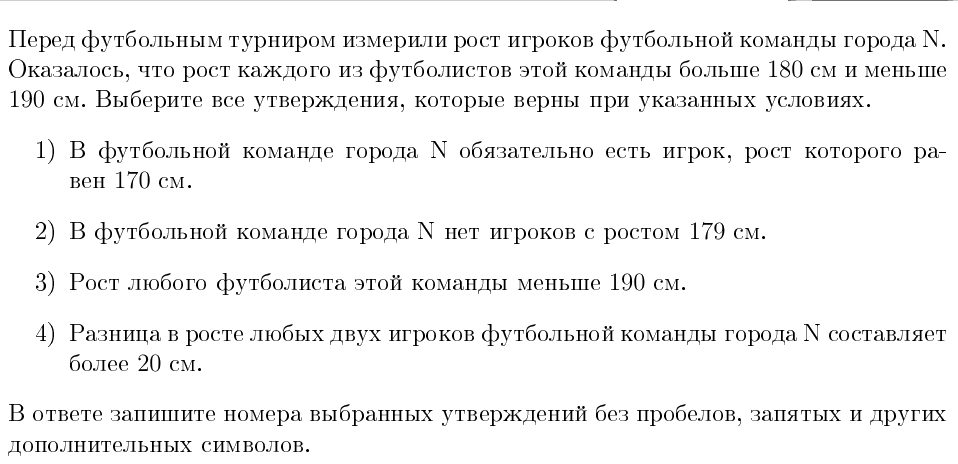 Перед футбольным турниром измерили рост игроков футбольной команды города N.
Оказалось, что рост каждого из футболистов этой команды больше 180 см и меньше
190 см. Выберите все утверждения, которые верны при указанных условиях.
1) В футбольной команде города N обязательно есть игрок, рост которого ра-
вен 170 см.
2) В футбольной команде города N нет игроков с ростом 179 см.
3) Рост любого футболиста этой команды меньше 190 см.
4) Разница в росте любых двух игроков футбольной команды города N составляет
более 20 см.
В ответе запишите номера выбранных утверждений без пробелов, запятых и других
дополнительных символов.